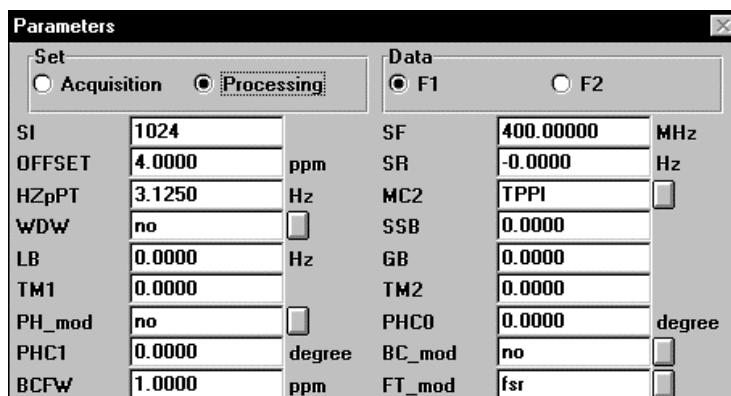 Parameters
Set
Acquisition Processing
Data
F1 F2
SI 1024 SF 400.00000 MHz
OFFSET 4.0000 ppm SR -0.0000 Hz
HZpPT 3.1250 Hz MC2 TPPI
WDW no SSB 0.0000
LB 0.0000 Hz GB 0.0000
TM1 0.0000 TM2 0.0000
PH_mod no PHC0 0.0000 degree
PHC1 0.0000 degree BC_mod no
BCFW 1.0000 ppm FT_mod fsr